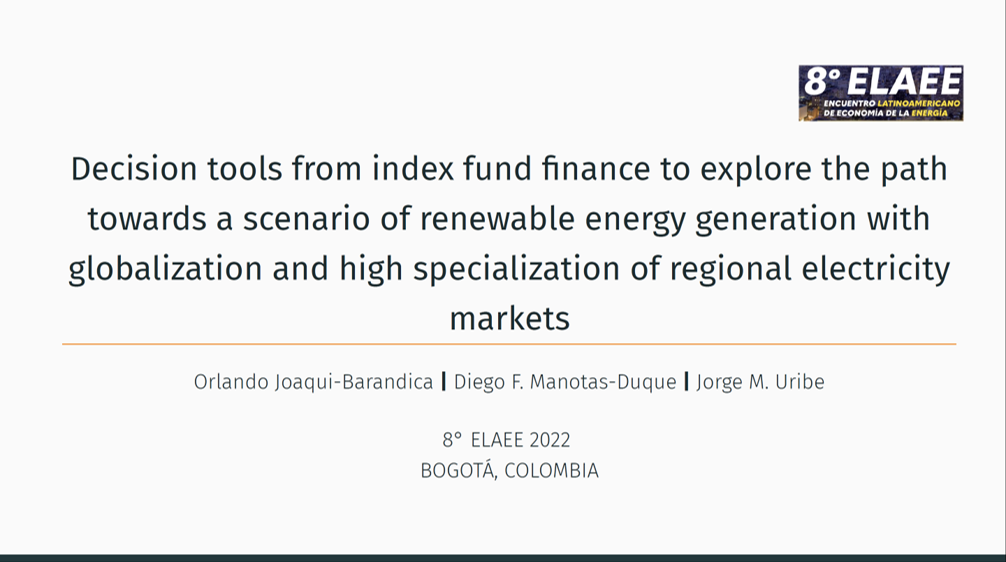 8° ELAEE
ENCUENTRO LATINOAMERICANO
DE ECONOMÍA DE LA ENERGÍA
Decision tools from index fund finance to explore the path
towards a scenario of renewable energy generation with
globalization and high specialization of regional electricity
markets
Orlando Joaqui-Barandica | Diego F. Manotas-Duque | Jorge M. Uribe
8° ELAEE 2022
BOGOTÁ, COLOMBIA